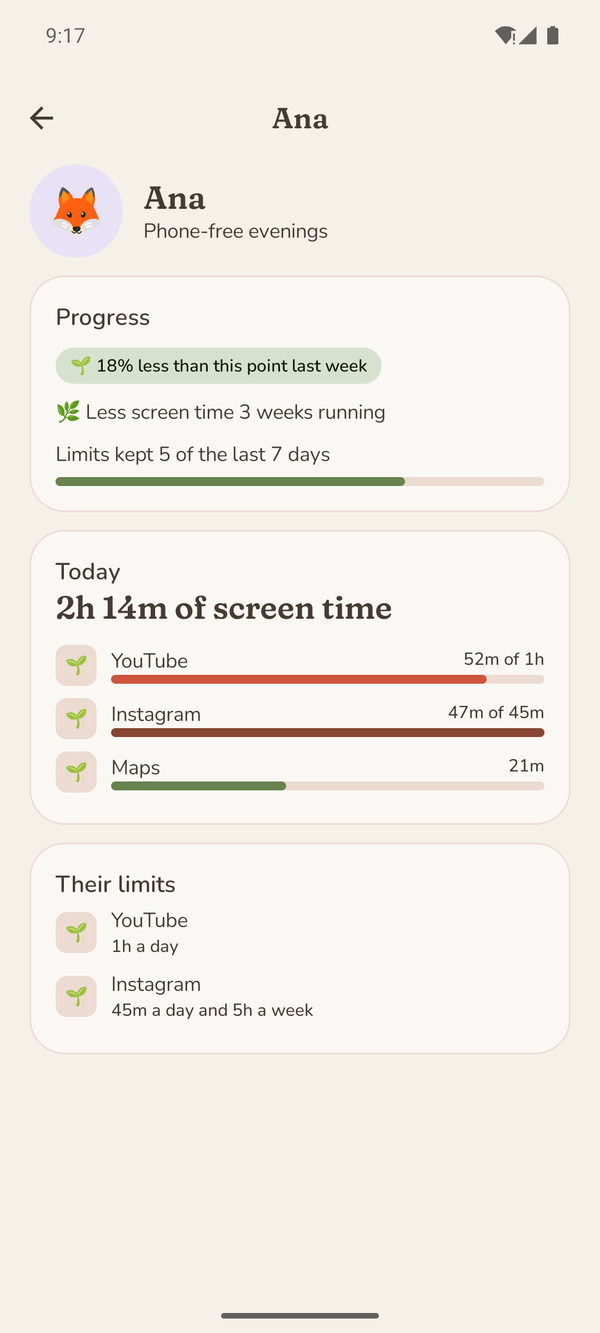 9:17
Ana
Ana
Phone-free evenings
Progress
🌱 18% less than this point last week
🌿 Less screen time 3 weeks running
Limits kept 5 of the last 7 days
Today
2h 14m of screen time
YouTube 52m of 1h
Instagram 47m of 45m
Maps 21m
Their limits
YouTube
1h a day
Instagram
45m a day and 5h a week